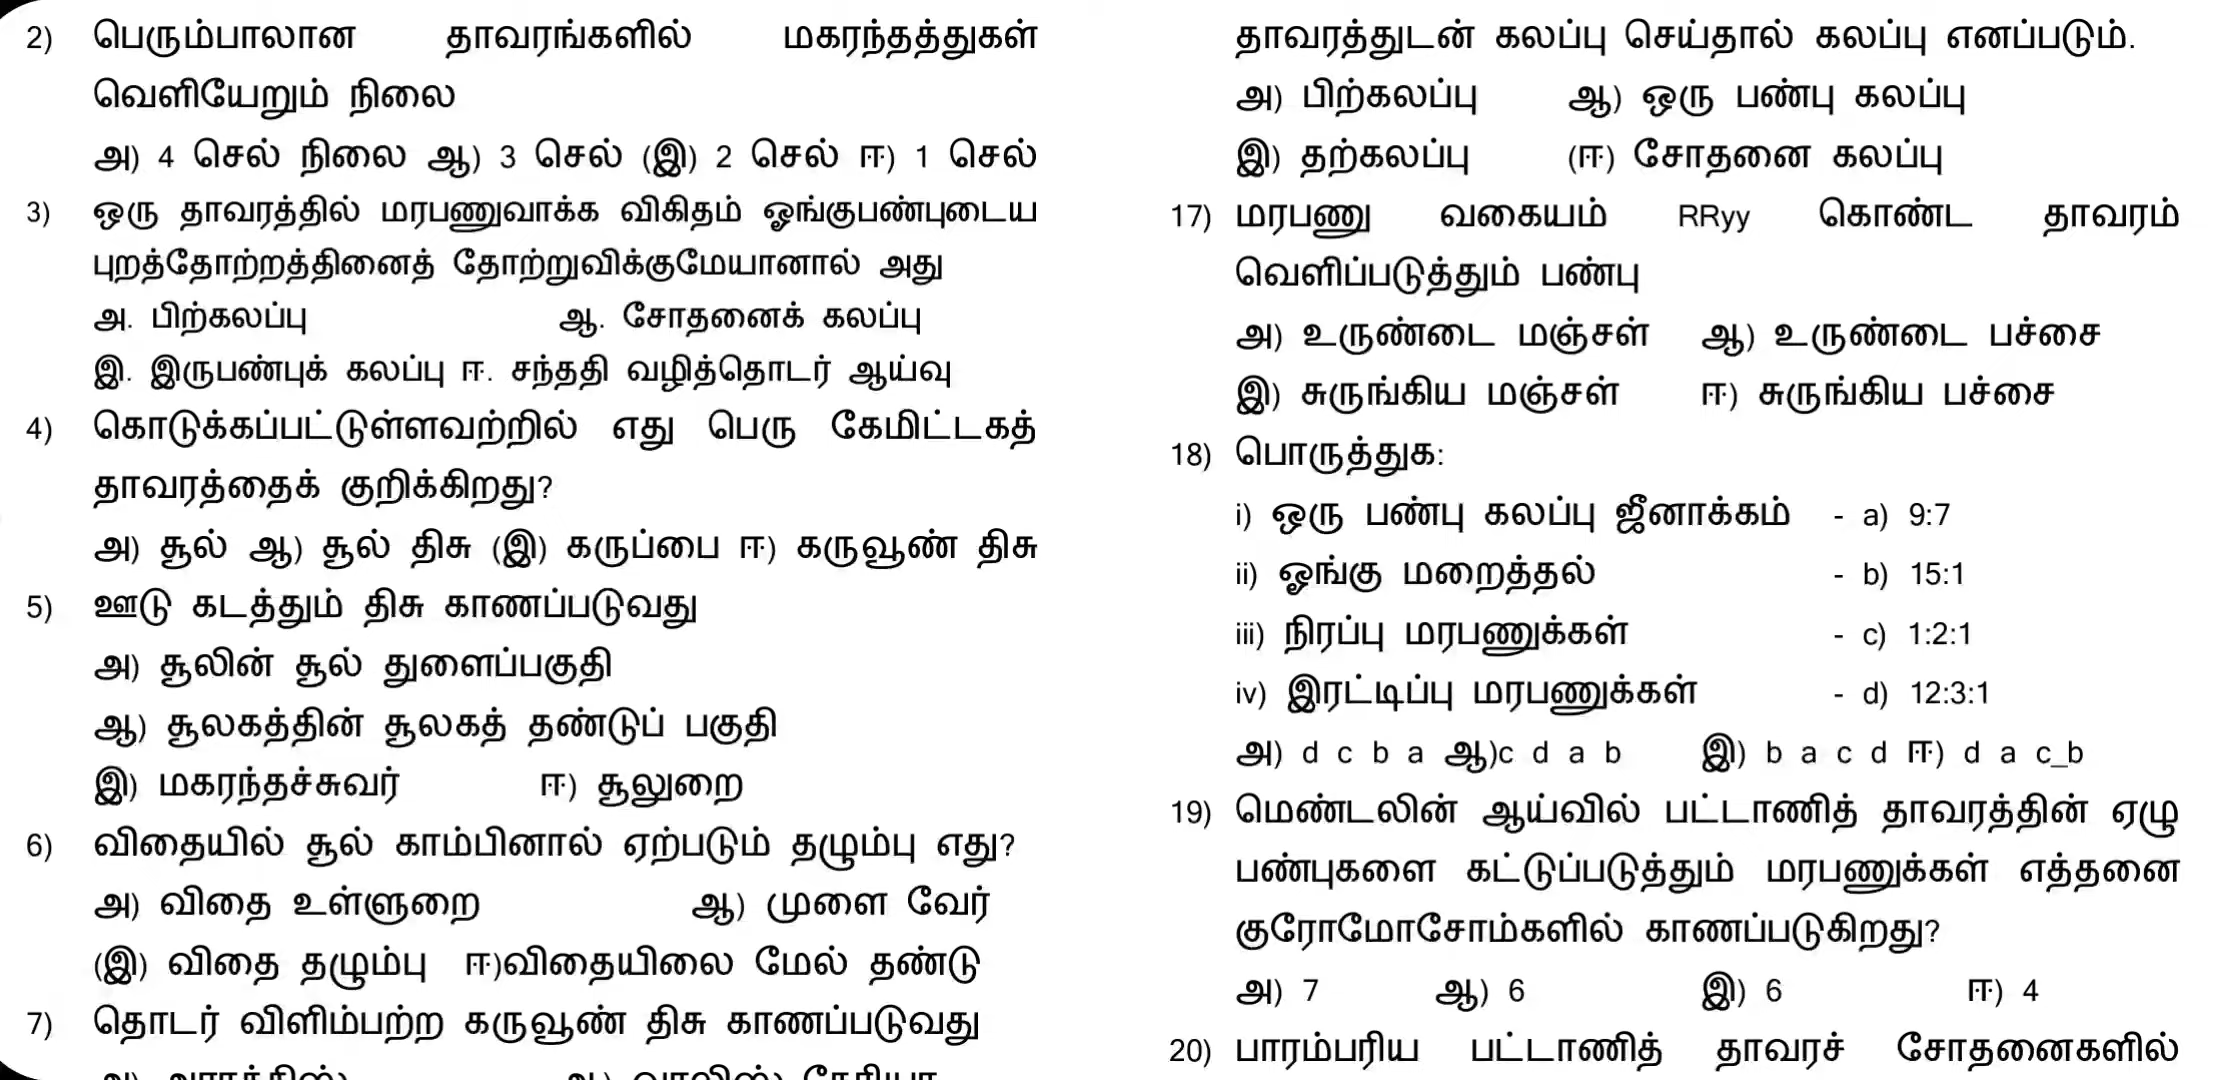 2) பெரும்பாலான தாவரங்களில் மகரந்தத்துகள்
வெளியேறும் நிலை
அ) 4 செல் நிலை ஆ) 3 செல் (இ) 2 செல் ஈ) 1 செல்
3) ஒரு தாவரத்தில் மரபணுவாக்க விகிதம் ஓங்குபண்புடைய
புறத்தோற்றத்தினைத் தோற்றுவிக்குமேயானால் அது
அ. பிற்கலப்பு ஆ. சோதனைக் கலப்பு
இ. இருபண்புக் கலப்பு ஈ. சந்ததி வழித்தொடர் ஆய்வு
4) கொடுக்கப்பட்டுள்ளவற்றில் எது பெரு கேமிட்டகத்
தாவரத்தைக் குறிக்கிறது?
அ) சூல் ஆ) சூல் திசு (இ) கருப்பை ஈ) கருவூண் திசு
5) ஊடு கடத்தும் திசு காணப்படுவது
அ) சூலின் சூல் துளைப்பகுதி
ஆ) சூலகத்தின் சூலகத் தண்டுப் பகுதி
இ) மகரந்தச்சுவர் ஈ) சூலுறை
6) விதையில் சூல் காம்பினால் ஏற்படும் தழும்பு எது?
அ) விதை உள்ளுறை ஆ) முளை வேர்
(இ) விதை தழும்பு ஈ)விதையிலை மேல் தண்டு
7) தொடர் விளிம்பற்ற கருவூண் திசு காணப்படுவது
தாவரத்துடன் கலப்பு செய்தால் கலப்பு எனப்படும்.
அ) பிற்கலப்பு ஆ) ஒரு பண்பு கலப்பு
இ) தற்கலப்பு (ஈ) சோதனை கலப்பு
17) மரபணு வகையம் RRyy கொண்ட தாவரம்
வெளிப்படுத்தும் பண்பு
அ) உருண்டை மஞ்சள் ஆ) உருண்டை பச்சை
இ) சுருங்கிய மஞ்சள் ஈ) சுருங்கிய பச்சை
18) பொருத்துக:
i) ஒரு பண்பு கலப்பு ஜீனாக்கம் - a) 9:7
ii) ஓங்கு மறைத்தல் - b) 15:1
iii) நிரப்பு மரபணுக்கள் - c) 1:2:1
iv) இரட்டிப்பு மரபணுக்கள் - d) 12:3:1
அ) d c b a ஆ)c d a b இ) b a c d ஈ) d a c_b
19) மெண்டலின் ஆய்வில் பட்டாணித் தாவரத்தின் ஏழு
பண்புகளை கட்டுப்படுத்தும் மரபணுக்கள் எத்தனை
குரோமோசோம்களில் காணப்படுகிறது?
அ) 7 ஆ) 6 இ) 6 ஈ) 4
20) பாரம்பரிய பட்டாணித் தாவரச் சோதனைகளில்